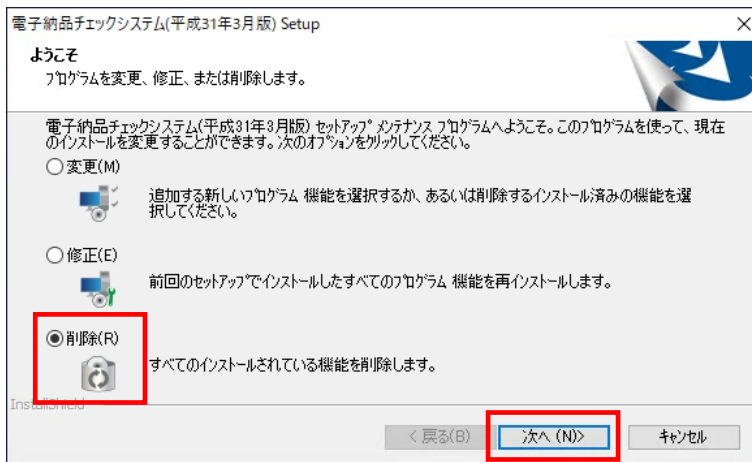 電子納品チェックシステム(平成31年3月版) Setup
ようこそ
プログラムを変更、修正、または削除します。
電子納品チェックシステム(平成31年3月版) セットアップ メンテナンス プログラムへようこそ。このプログラムを使って、現在
のインストールを変更することができます。次のオプションをクリックしてください。
変更(M)
追加する新しいプログラム 機能を選択するか、あるいは削除するインストール済みの機能を選
択してください。
修正(E)
前回のセットアップでインストールしたすべてのプログラム 機能を再インストールします。
削除(R)
すべてのインストールされている機能を削除します。
InstallShield
< 戻る(B)
次へ (N)>
キャンセル